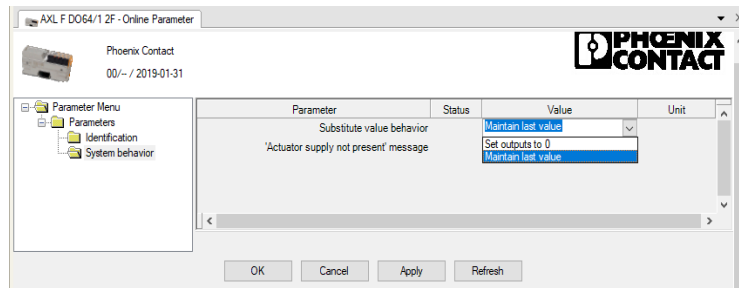 AXL F DO64/1 2F - Online Parameter
Phoenix Contact
00/-- / 2019-01-31
PHOENIX
CONTACT
Parameter Menu
Parameters
Identification
System behavior
Parameter Status Value Unit
Substitute value behavior Maintain last value
'Actuator supply not present' message
Set outputs to 0
Maintain last value
OK Cancel Apply Refresh